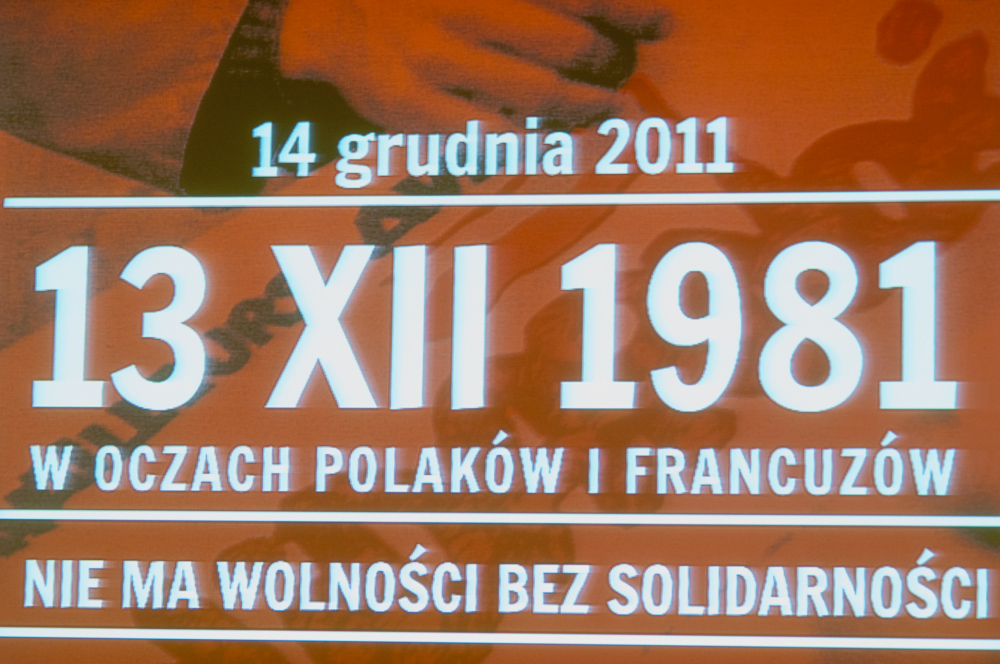 14 grudnia 2011
13 XII 1981
W OCZACH POLAKÓW I FRANCUZÓW
NIE MA WOLNOŚCI BEZ SOLIDARNOŚCI